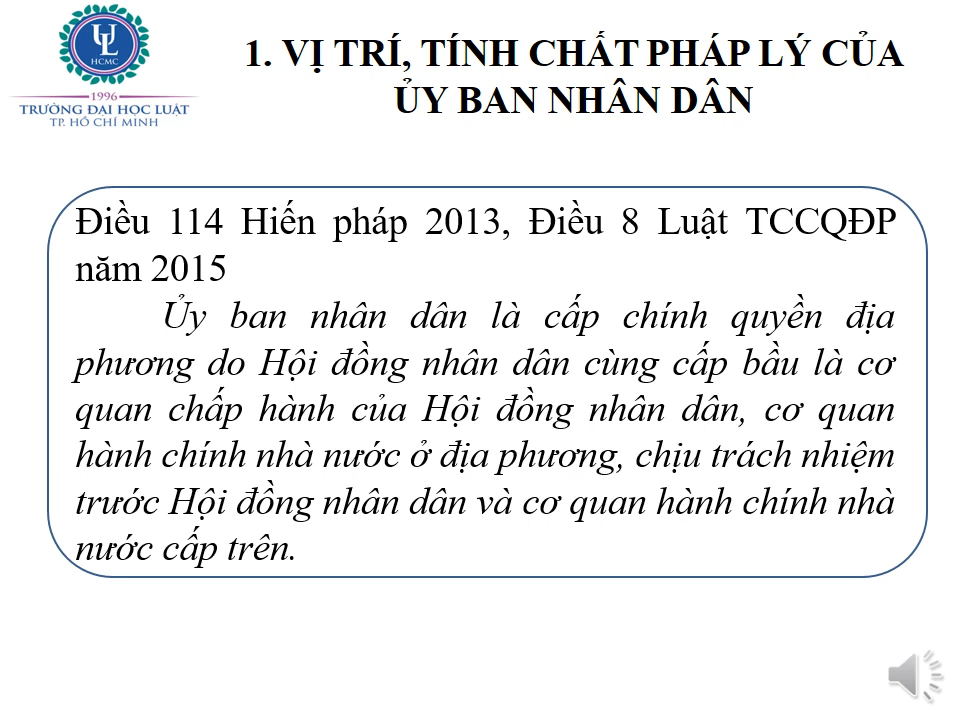 UL
HCMC
1996
TRƯỜNG ĐẠI HỌC LUẬT
TP. HỒ CHÍ MINH
1. VỊ TRÍ, TÍNH CHẤT PHÁP LÝ CỦA
ỦY BAN NHÂN DÂN
Điều 114 Hiến pháp 2013, Điều 8 Luật TCCQĐP
năm 2015
Ủy ban nhân dân là cấp chính quyền địa
phương do Hội đồng nhân dân cùng cấp bầu là cơ
quan chấp hành của Hội đồng nhân dân, cơ quan
hành chính nhà nước ở địa phương, chịu trách nhiệm
trước Hội đồng nhân dân và cơ quan hành chính nhà
nước cấp trên.